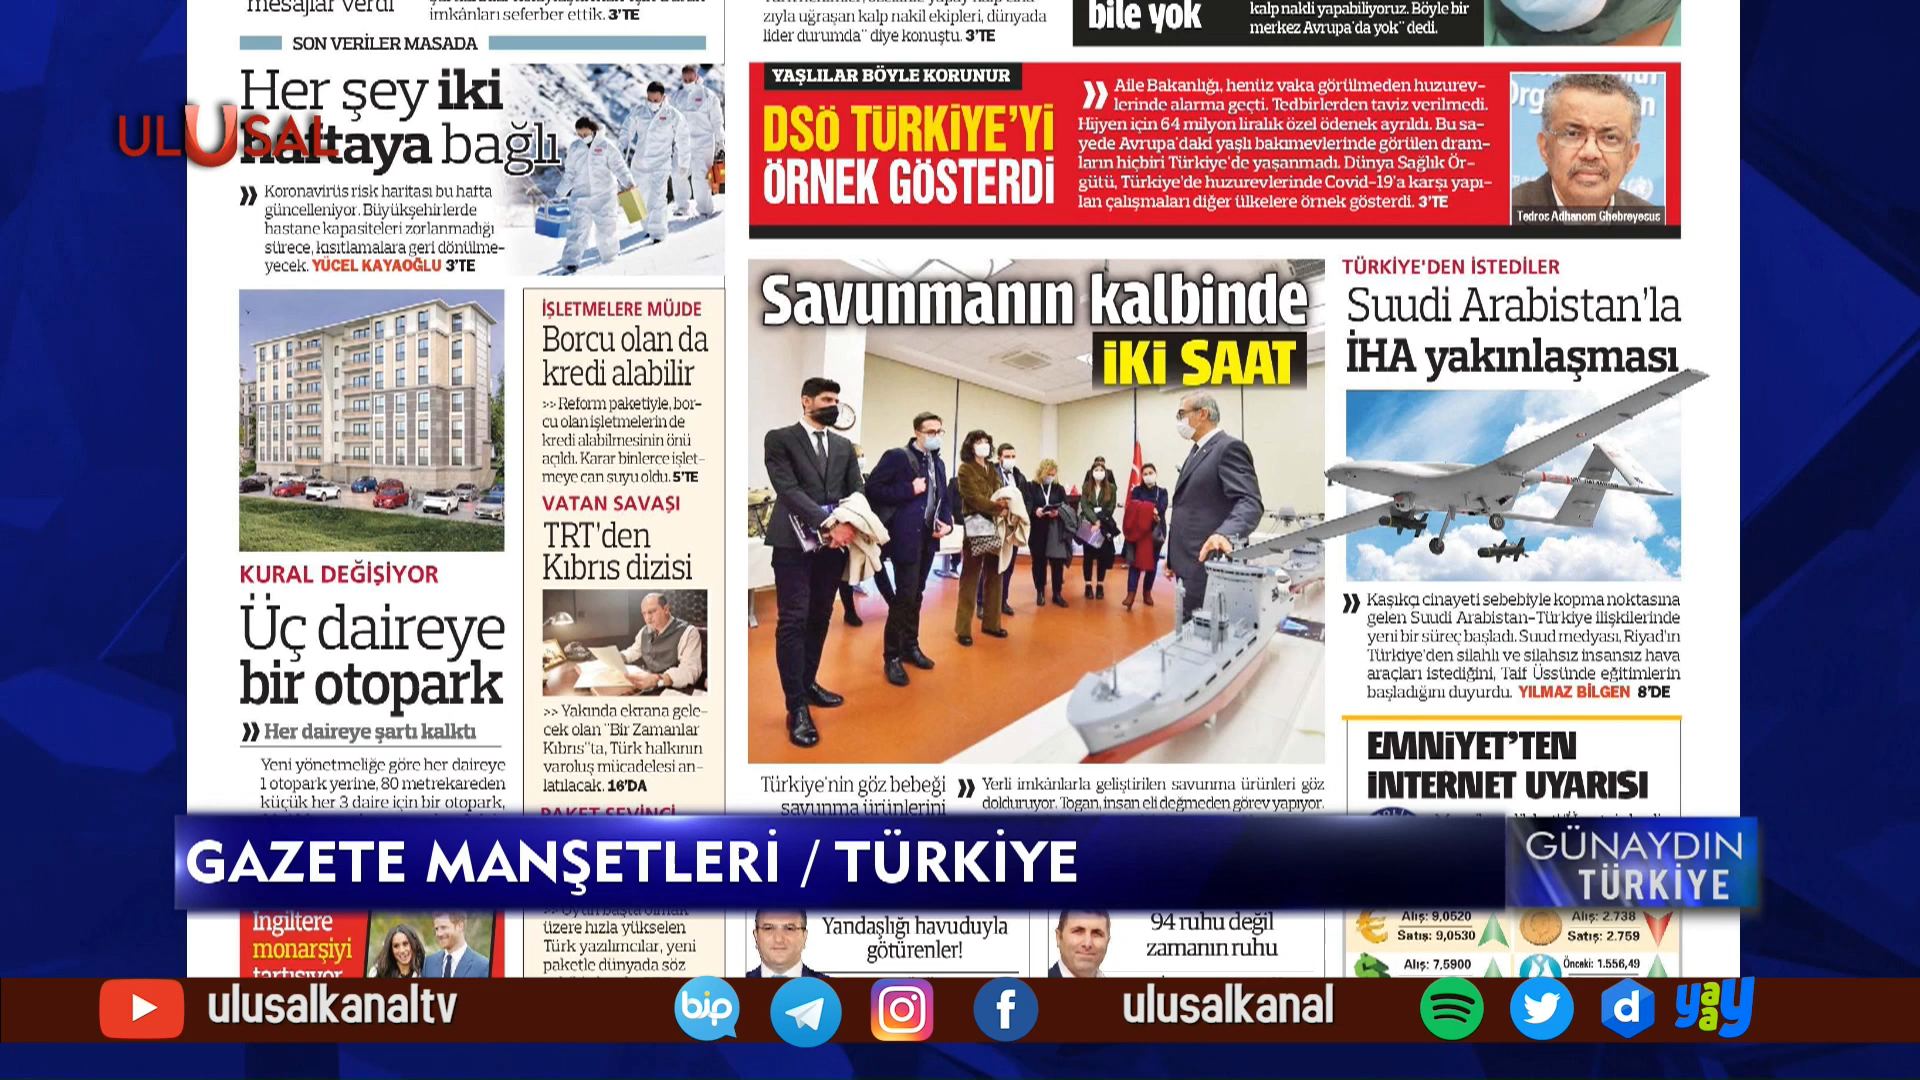 mesajlar verdi
imkânları seferber ettik. 3'TE
SON VERİLER MASADA
Her şey iki
haftaya bağlı
ULUSAL
Koronavirüs risk haritası bu hafta
güncelleniyor. Büyükşehirlerde
hastane kapasiteleri zorlanmadığı
sürece, kısıtlamalara geri dönülme-
yecek. YÜCEL KAYAOĞLU 3'TE
zıyla uğraşan kalp nakil ekipleri, dünyada
lider durumda" diye konuştu. 3'TE
bile yok
kalp nakdi yapabiliyoruz. Böyle bir
merkez Avrupa'da yok" dedi.
YAŞLILAR BÖYLE KORUNUR
DSÖ TÜRKİYE'Yİ
ÖRNEK GÖSTERDİ
Aile Bakanlığı, henüz vaka görülmeden huzurev-
lerinde alarma geçti. Tedbirlerden taviz verilmedi.
Hijyen için 64 milyon liralık özel ödenek ayrıldı. Bu sa-
yede Avrupa'daki yaşlı bakımevlerinde görülen dram-
ların hiçbiri Türkiye'de yaşanmadı. Dünya Sağlık Ör-
gütü, Türkiye'de huzurevlerinde Covid-19'a karşı yapı-
lan çalışmaları diğer ülkelere örnek gösterdi. 3'TE
Tedros Adhanom Ghebreyesus
KURAL DEĞİŞİYOR
Üç daireye
bir otopark
Her daireye şartı kalktı
Yeni yönetmeliğe göre her daireye
1 otopark yerine, 80 metrekareden
küçük her 3 daire için bir otopark,
İŞLETMELERE MÜJDE
Borcu olan da
kredi alabilir
>> Reform paketiyle, bor-
cu olan işletmelerin de
kredi alabilmesinin önü
açıldı. Karar binlerce işlet-
meye can suyu oldu. 5'TE
VATAN SAVAŞI
TRT'den
Kıbrıs dizisi
>> Yakında ekrana gele-
cek olan "Bir Zamanlar
Kıbrıs"ta, Türk halkının
varoluş mücadelesi an-
latılacak. 16'DA
PAKET SEVİNCİ
Savunmanın kalbinde
İKİ SAAT
Türkiye'nin göz bebeği
savunma ürünlerini
Yerli imkânlarla geliştirilen savunma ürünleri göz
dolduruyor. Togan, insan eli değmeden görev yapıyor.
TÜRKİYE'DEN İSTEDİLER
Suudi Arabistan'la
İHA yakınlaşması
Kaşıkçı cinayeti sebebiyle kopma noktasına
gelen Suudi Arabistan-Türkiye ilişkilerinde
yeni bir süreç başladı. Suud medyası, Riyad'ın
Türkiye'den silahlı ve silahsız insansız hava
araçları istediğini, Taif Üssünde eğitimlerin
başladığını duyurdu. YILMAZ BİLGEN 8'DE
EMNİYET'TEN
İNTERNET UYARISI
GAZETE MANŞETLERİ / TÜRKİYE
GÜNAYDIN
TÜRKİYE
İngiltere
monarşiyi
tartışıyor
>> Oyun başta olmak
üzere hızla yükselen
Türk yazılımcılar, yeni
paketle dünyada söz
Yandaşlığı havuduyla
götürenler!
94 ruhu değil
zamanın ruhu
Alış: 9,0520
Satış: 9,0530
Alış: 2.738
Satış: 2.759
Alış: 7,5900
Önceki: 1.556,49
ulusalkanaltv
bip
ulusalkanal
d
yaay